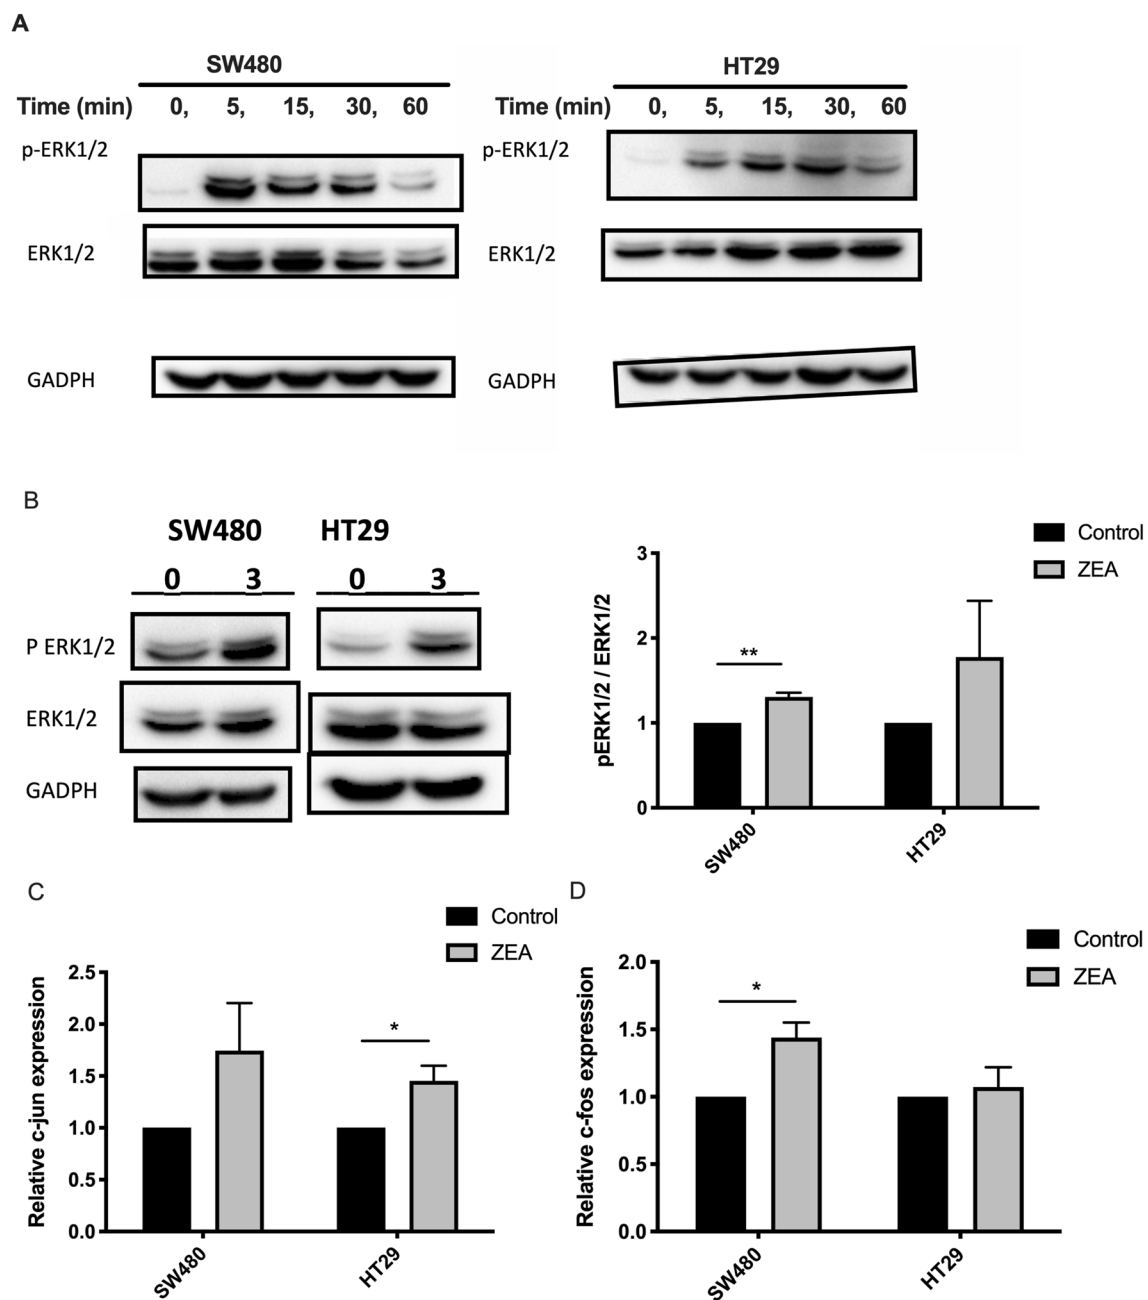 A
SW480
Time (min) 0, 5, 15, 30, 60
p-ERK1/2
ERK1/2
GADPH
HT29
Time (min) 0, 5, 15, 30, 60
p-ERK1/2
ERK1/2
GADPH
B
SW480 HT29
0 3 0 3
P ERK1/2
ERK1/2
GADPH
Control
ZEA
pERK1/2 / ERK1/2
3
2
1
0
**
SW480
HT29
C
Control
ZEA
Relative c-jun expression
2.5
2.0
1.5
1.0
0.5
0.0
*
SW480
HT29
D
Control
ZEA
Relative c-fos expression
2.0
1.5
1.0
0.5
0.0
*
SW480
HT29